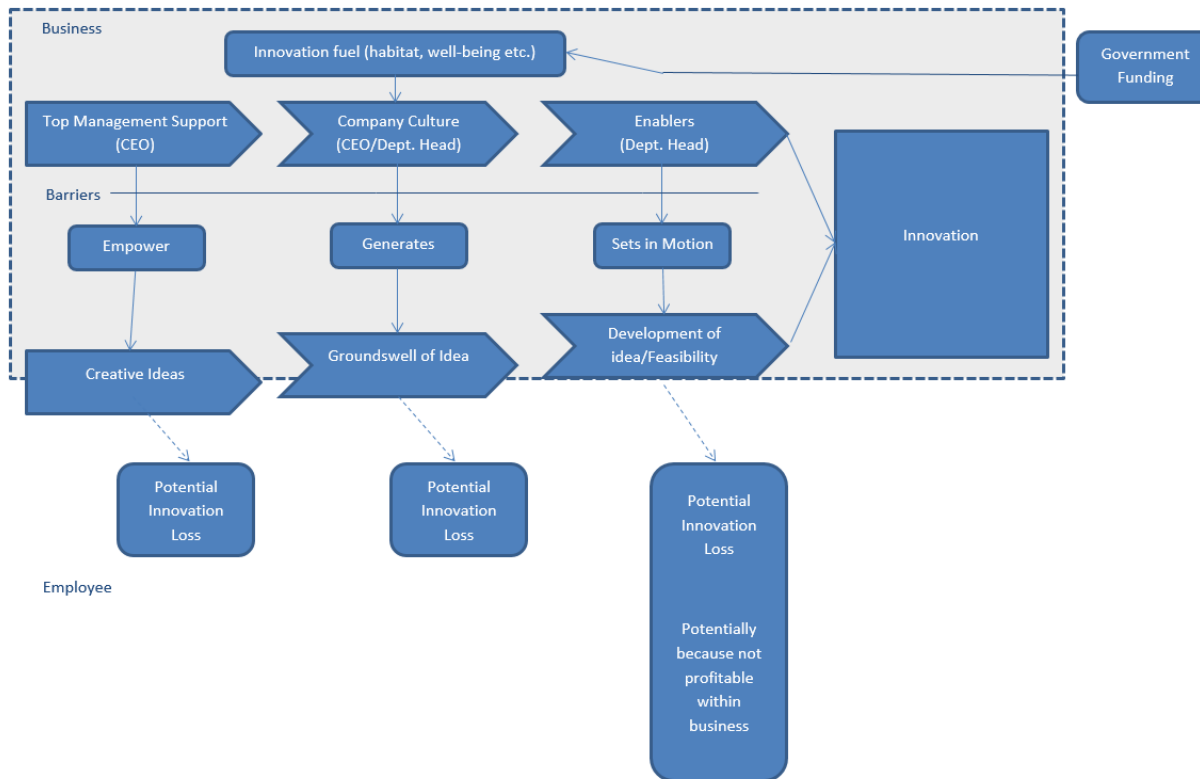 Business
Innovation fuel (habitat, well-being etc.)
Government
Funding
Top Management Support
(CEO)
Company Culture
(CEO/Dept. Head)
Enablers
(Dept. Head)
Barriers
Empower
Generates
Sets in Motion
Innovation
Creative Ideas
Groundswell of Idea
Development of
idea/Feasibility
Potential
Innovation
Loss
Potential
Innovation
Loss
Potential
Innovation
Loss
Potentially
because not
profitable
within
business
Employee